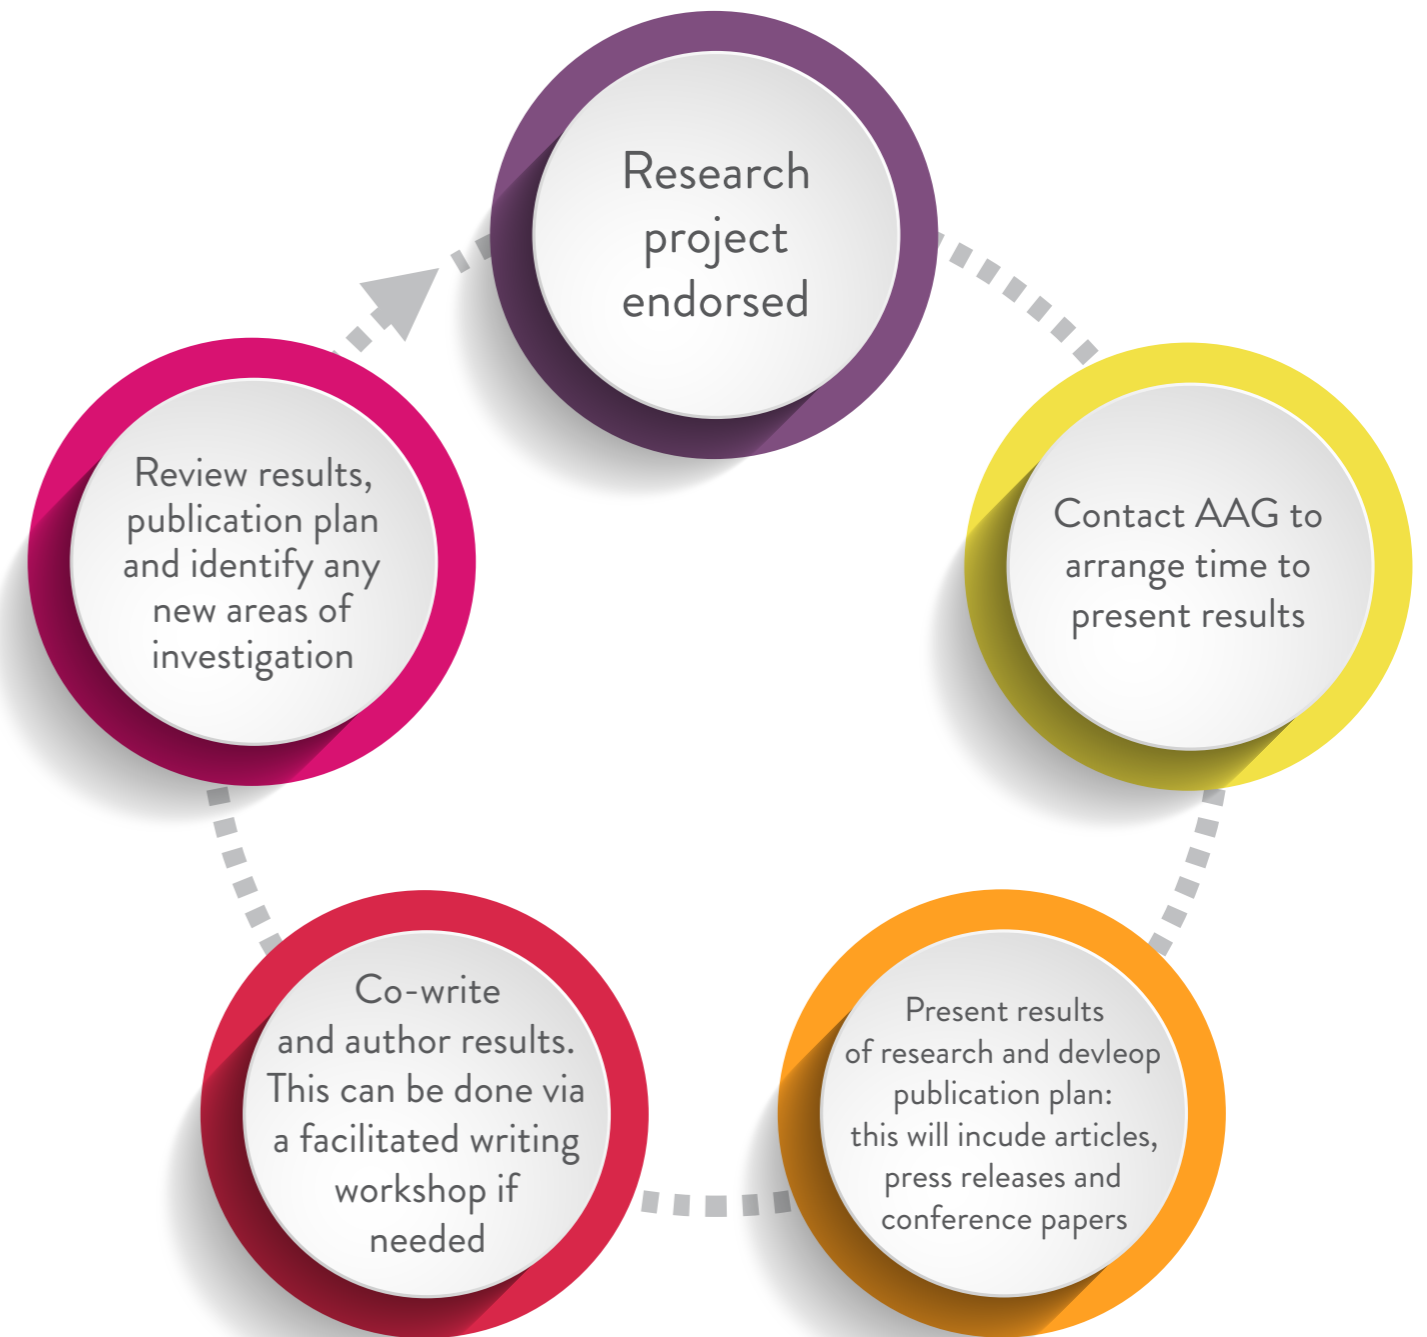 Research
project
endorsed
Contact AAG to
arrange time to
present results
Present results
of research and devleop
publication plan:
this will incude articles,
press releases and
conference papers
Co-write
and author results.
This can be done via
a facilitated writing
workshop if
needed
Review results,
publication plan
and identify any
new areas of
investigation